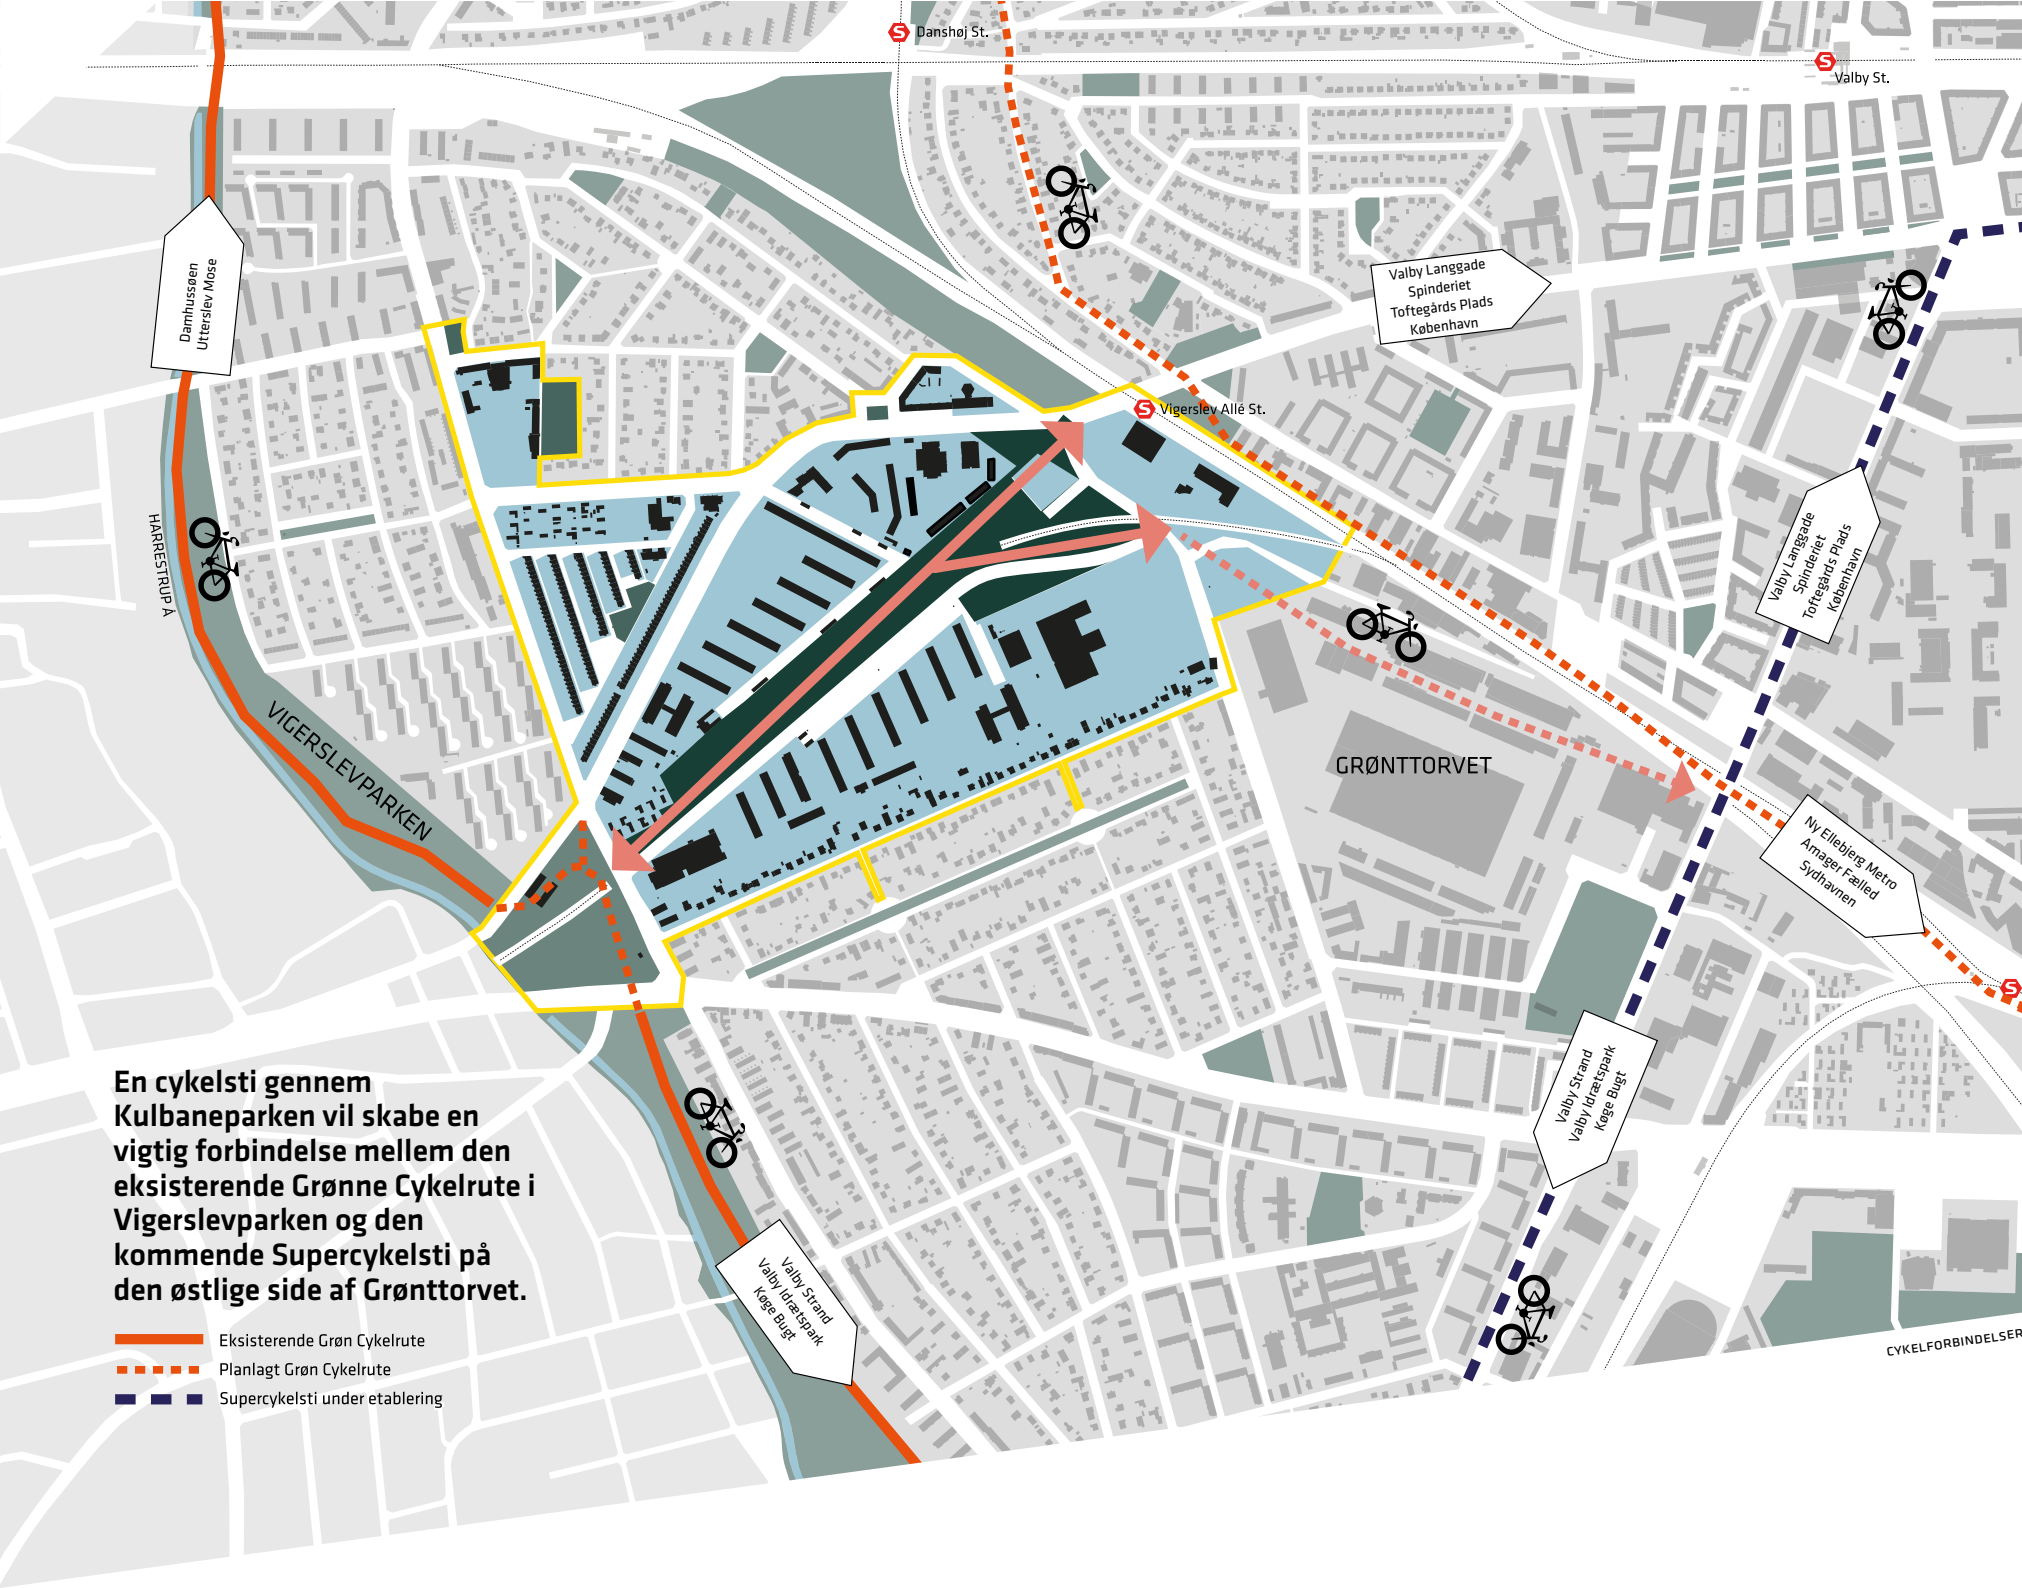 S Danshøj St.
S
Valby St.
Damhussøen
Utterslev Mose
Valby Langgade
Spinderiet
Toftegårds Plads
København
S Vigerslev Allé St.
HARRESTRUP Å
VIGERSLEVPARKEN
Valby Langgade
Spinderiet
Toftegårds Plads
København
GRØNTTORVET
Ny Ellebjerg Metro
Amager Fælled
Sydhavnen
S
Valby Strand
Valby Idrætspark
Køge Bugt
Valby Strand
Valby Idrætspark
Køge Bugt
En cykelsti gennem
Kulbaneparken vil skabe en
vigtig forbindelse mellem den
eksisterende Grønne Cykelrute i
Vigerslevparken og den
kommende Supercykelsti på
den østlige side af Grønttorvet.
Eksisterende Grøn Cykelrute
Planlagt Grøn Cykelrute
Supercykelsti under etablering
CYKELFORBINDELSER